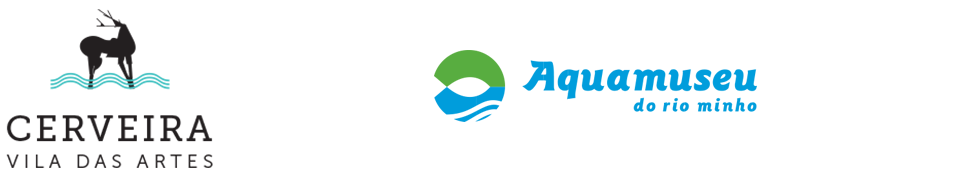 CERVEIRA
VILA DAS ARTES
Aquamuseu
do rio minho